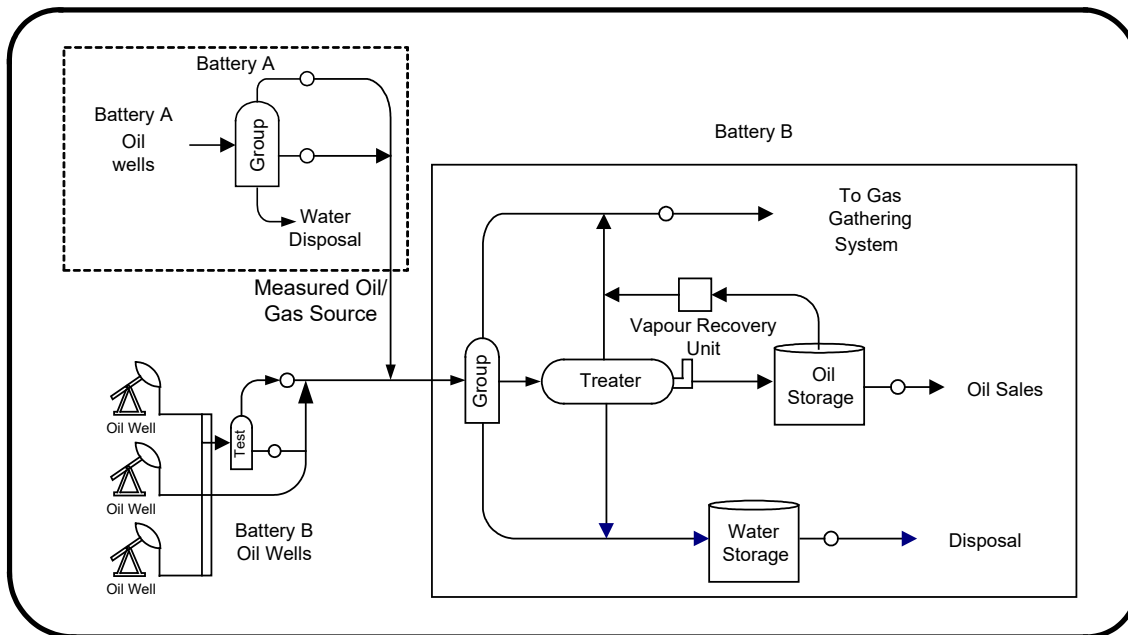 Battery A
Battery A
Oil
wells
Group
Water
Disposal
Measured Oil/
Gas Source
Battery B
To Gas
Gathering
System
Vapour Recovery
Unit
Group
Treater
Oil
Storage
Oil Sales
Oil Well
Test
Oil Well
Battery B
Oil Wells
Oil Well
Water
Storage
Disposal